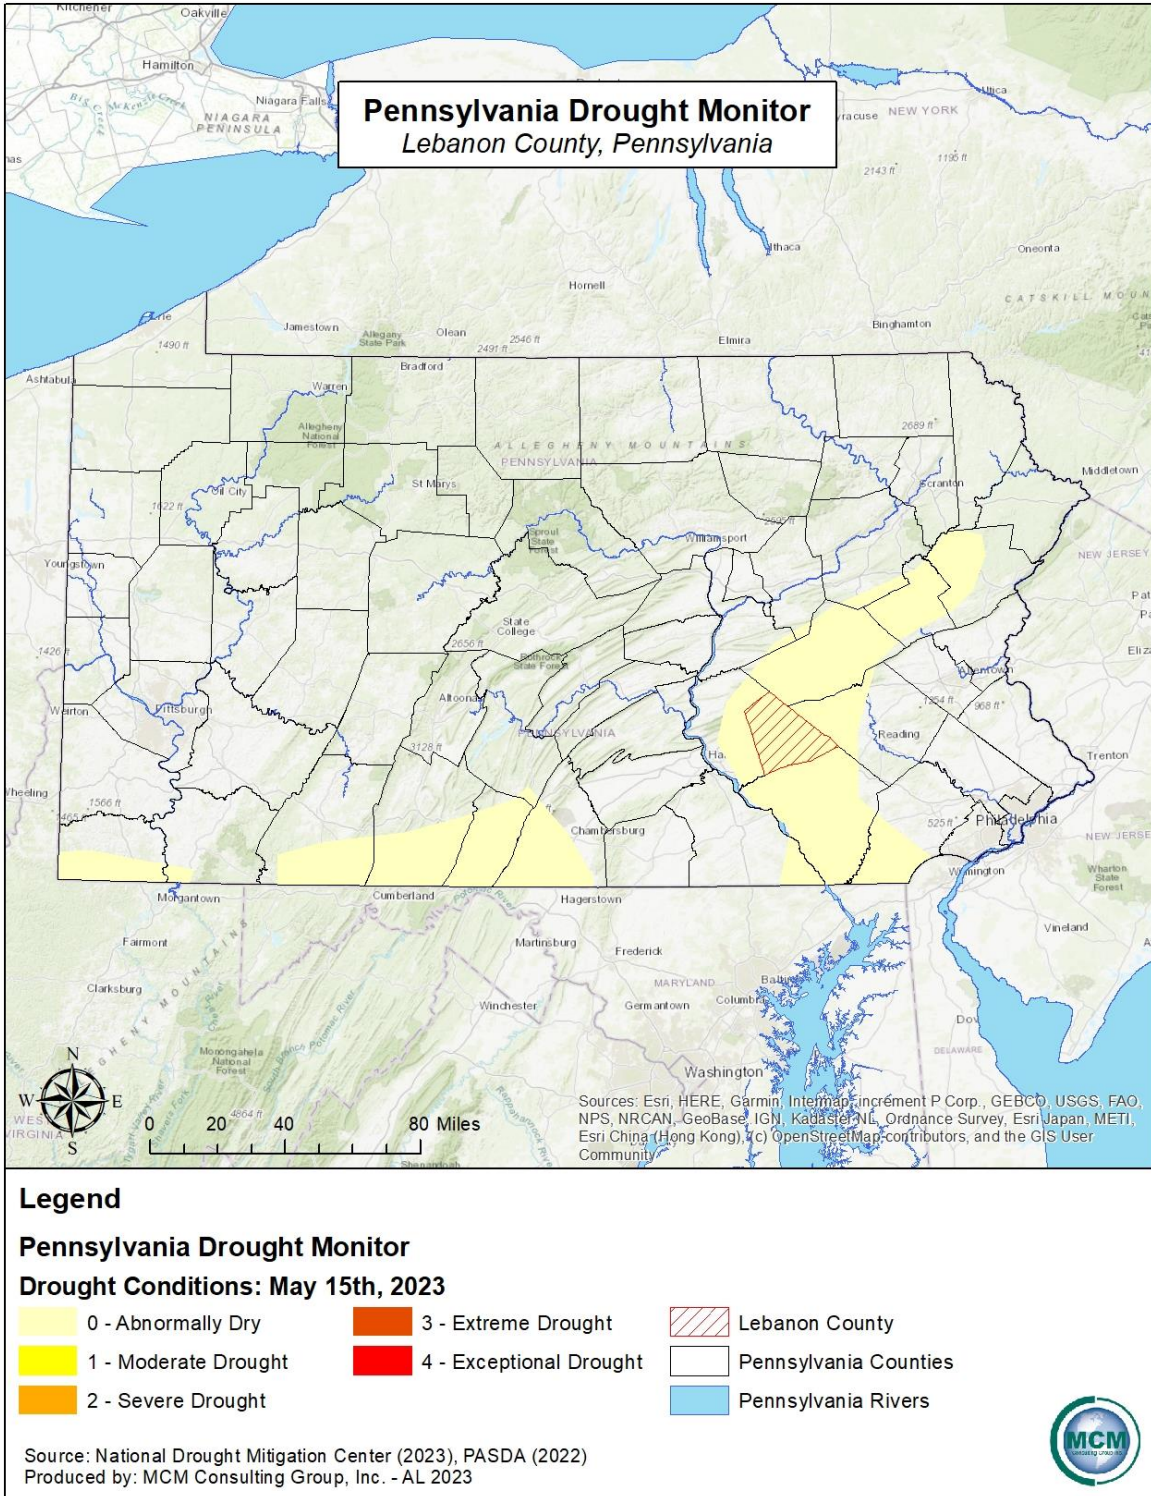 Kitchener
Oakville
Hamilton
Niagara Falls
NIAGARA
PENINSULA
Pennsylvania Drought Monitor
Lebanon County, Pennsylvania
Utica
NEW YORK
1195 ft
2143 ft
Ithaca
Oneonta
Hornell
CATSKILL
Binghamton
Erie
Jamestown
Allegany
State Park
Olean
2546 ft
2491 ft
Elmira
1490 ft
Bradford
Ashtabula
Warren
Allegheny
National
Forest
2689 ft
ALLEGHENY MOUNTAINS
PENNSYLVANIA
Middletown
Oil City
St Marys
Scranton
1622 ft
Sproul
State
Forest
Williamsport
Youngstown
NEW JERSEY
State
College
1426 ft
2656 ft
Rothrock
State Forest
Allentown
Altoona
Weirton
Pittsburgh
1354 ft
968 ft
PENNSYLVANIA
Reading
3128 ft
Trenton
Wheeling
1566 ft
1465 ft
Chambersburg
525 ft
Philadelphia
NEW JERSE
Wharton
State
Forest
Wilmington
Morgantown
Cumberland
Hagerstown
Vineland
Fairmont
Martinsburg
Frederick
MARYLAND
Clarksburg
Winchester
Germantown
Columbia
DELAWARE
Monongahela
National
Forest
South Branch Potomac River
Washington
4864 ft
WEST
VIRGINIA
N
W E
S
0 20 40 80 Miles
Sources: Esri, HERE, Garmin, Intermap, increment P Corp., GEBCO, USGS, FAO,
NPS, NRCAN, GeoBase, IGN, Kadaster NL, Ordnance Survey, Esri Japan, METI,
Esri China (Hong Kong), (c) OpenStreetMap contributors, and the GIS User
Community
Legend
Pennsylvania Drought Monitor
Drought Conditions: May 15th, 2023
0 - Abnormally Dry
3 - Extreme Drought
Lebanon County
1 - Moderate Drought
4 - Exceptional Drought
Pennsylvania Counties
2 - Severe Drought
Pennsylvania Rivers
Source: National Drought Mitigation Center (2023), PASDA (2022)
Produced by: MCM Consulting Group, Inc. - AL 2023
MCM